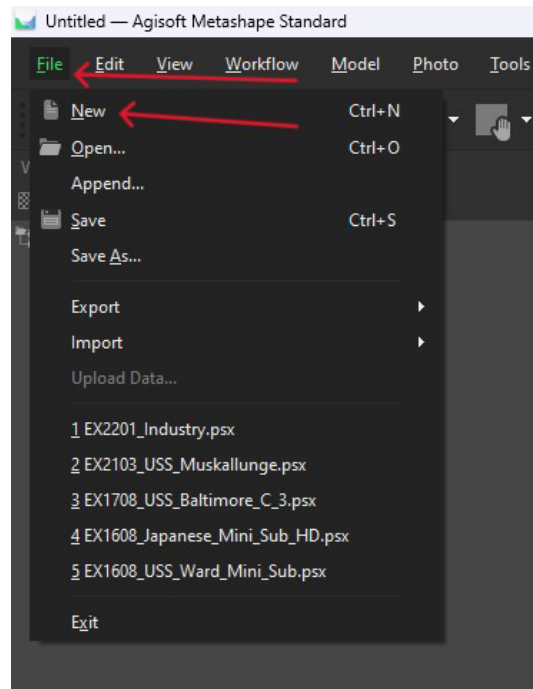 Untitled — Agisoft Metashape Standard
File Edit View Workflow Model Photo Tools
New Ctrl+N
Open... Ctrl+O
Append...
Save Ctrl+S
Save As...
Export
Import
Upload Data...
1 EX2201_Industry.psx
2 EX2103_USS_Muskallunge.psx
3 EX1708_USS_Baltimore_C_3.psx
4 EX1608_Japanese_Mini_Sub_HD.psx
5 EX1608_USS_Ward_Mini_Sub.psx
Exit